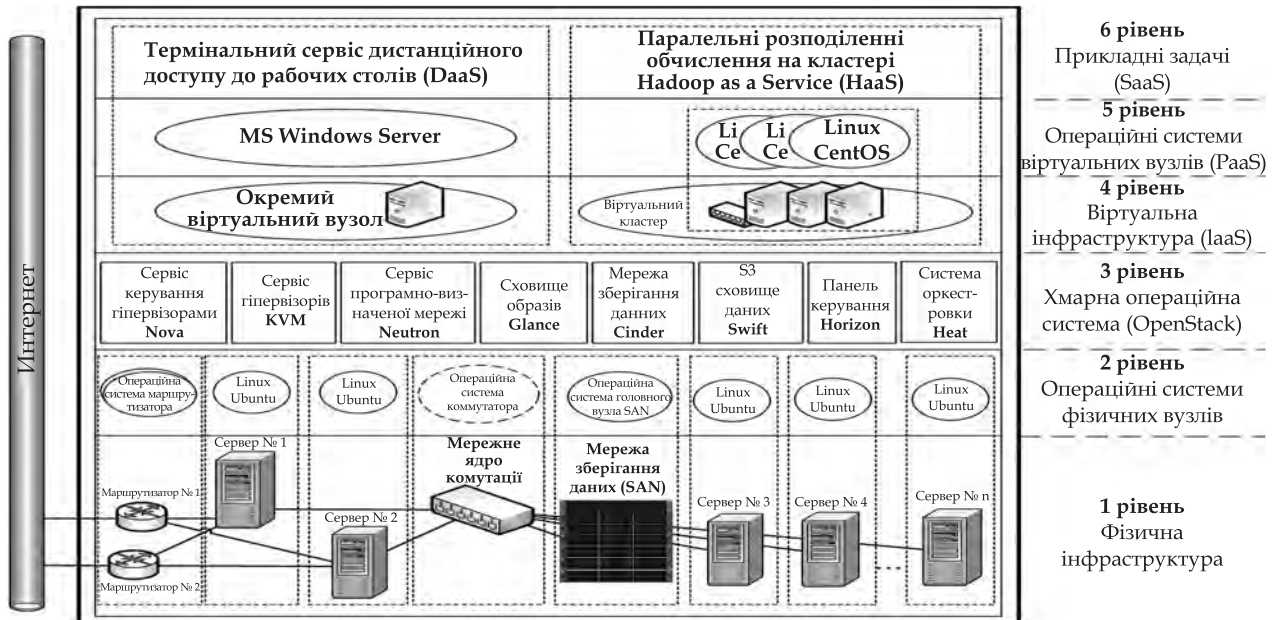 Интернет
Термінальний сервіс дистанційного
доступу до рабочих столів (DaaS)
Паралельні розподіленні
обчислення на кластері
Hadoop as a Service (HaaS)
6 рівень
Прикладні задачі
(SaaS)
MS Windows Server
Li
Ce
Li
Ce
Linux
CentOS
5 рівень
Операційні системи
віртуальних вузлів (PaaS)
Окремий
віртуальний вузол
Віртуальний
кластер
4 рівень
Віртуальна
інфраструктура (IaaS)
Сервіс
керування
гіпервізорами
Nova
Сервіс
гіпервізорів
KVM
Сервіс
програмно-виз-
наченої мережі
Neutron
Сховище
образів
Glance
Мережа
зберігання
данних
Cinder
S3
сховище
даних
Swift
Панель
керування
Horizon
Система
оркест-
ровки
Heat
3 рівень
Хмарна операційна
система (OpenStack)
Операційна
система маршру-
тизатора
Linux
Ubuntu
Linux
Ubuntu
Операційна
система
коммутатора
Операційна
система головного
вузла SAN
Linux
Ubuntu
Linux
Ubuntu
Linux
Ubuntu
2 рівень
Операційні системи
фізичних вузлів
Маршрутизатор № 1
Маршрутизатор № 2
Сервер № 1
Сервер № 2
Мережне
ядро
комутації
Мережа
зберігання
даних (SAN)
Сервер № 3
Сервер № 4
Сервер № n
1 рівень
Фізична
інфраструктура